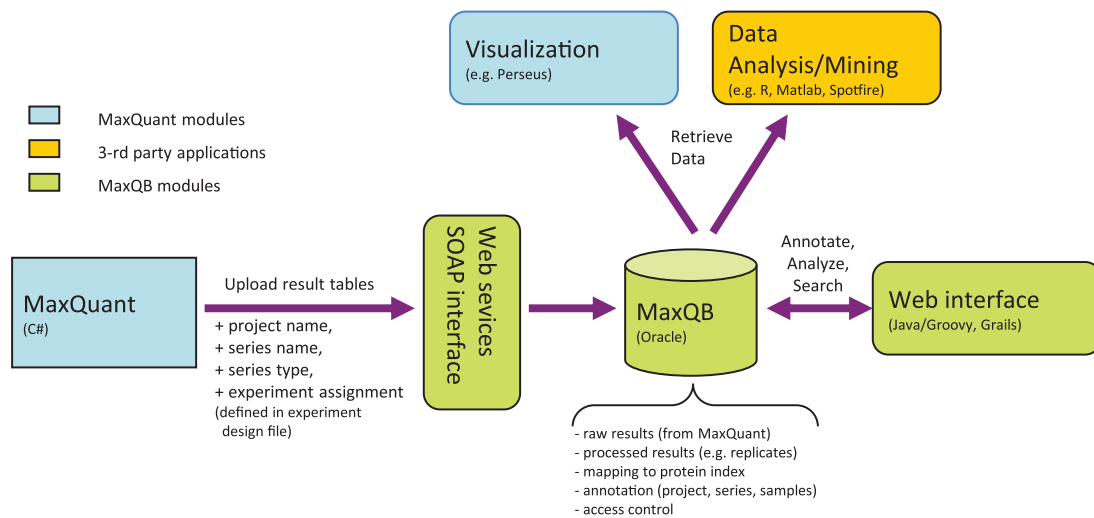 Visualization
(e.g. Perseus)
Data
Analysis/Mining
(e.g. R, Matlab, Spotfire)
MaxQuant modules
3-rd party applications
MaxQB modules
Retrieve
Data
MaxQuant
(C#)
Upload result tables
+ project name,
+ series name,
+ series type,
+ experiment assignment
(defined in experiment
design file)
Web sevices
SOAP interface
MaxQB
(Oracle)
Annotate,
Analyze,
Search
Web interface
(Java/Groovy, Grails)
- raw results (from MaxQuant)
- processed results (e.g. replicates)
- mapping to protein index
- annotation (project, series, samples)
- access control